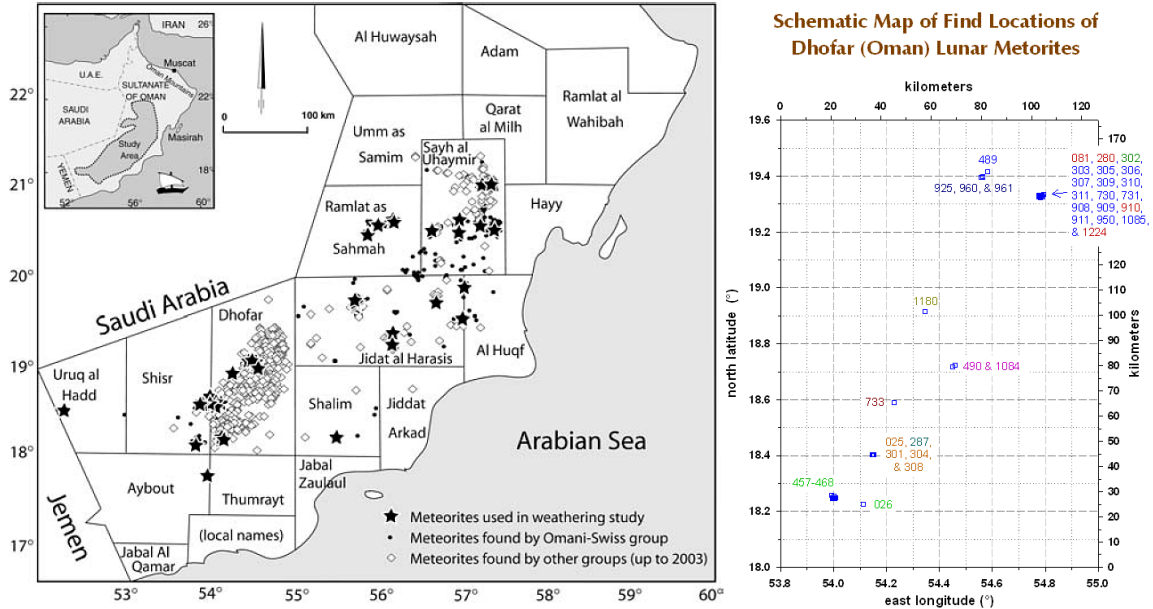 IRAN
26°
Muscat
U.A.E.
Oman Mountains
SULTANATE
OF OMAN
22°
SAUDI
ARABIA
Masirah
Study
Area
YEMEN
18°
52°
56°
60°
0
100 km
Al Huwaysah
Adam
Ramlat al
Wahibah
Qarat
al Milh
Umm as
Samim
Sayh al
Uhaymir
Ramlat as
Sahmah
Hayy
Saudi Arabia
Dhofar
Jidat al Harasis
Al Huqf
Uruq al
Hadd
Shisr
Shalim
Jiddat
Arkad
Arabian Sea
Jabal
Zaulaul
Aybout
Thumrayt
(local names)
Jemen
Jabal Al
Qamar
Meteorites used in weathering study
Meteorites found by Omani-Swiss group
Meteorites found by other groups (up to 2003)
22°
21°
20°
19°
18°
17°
53°
54°
55°
56°
57°
58°
59°
60°
Schematic Map of Find Locations of
Dhofar (Oman) Lunar Metorites
kilometers
0 20 40 60 80 100 120
19.6
19.4
19.2
19.0
18.8
18.6
18.4
18.2
18.0
north latitude (°)
489
925, 960, & 961
081, 280, 302,
303, 305, 306,
307, 309, 310,
311, 730, 731,
908, 909, 910,
911, 950, 1085,
& 1224
1180
490 & 1084
733
025, 287,
301, 304,
& 308
457-468
026
170
120
110
100
90
80
70
60
50
40
30
20
10
0
kilometers
53.8 54.0 54.2 54.4 54.6 54.8 55.0
east longitude (°)